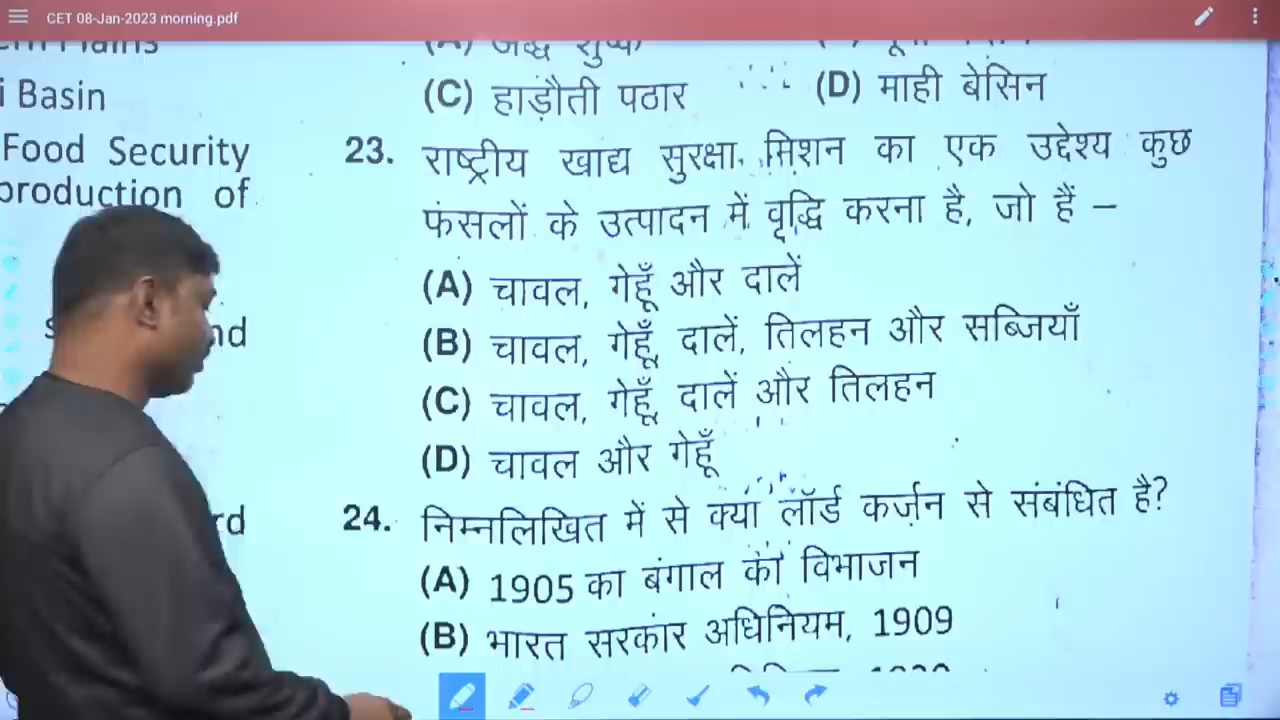 CET 08-Jan-2023 morning.pdf
i Basin
(C) हाड़ौती पठार (D) माही बेसिन
Food Security
production of
23. राष्ट्रीय खाद्य सुरक्षा मिशन का एक उद्देश्य कुछ
फसलों के उत्पादन में वृद्धि करना है, जो हैं –
(A) चावल, गेहूँ और दालें
(B) चावल, गेहूँ, दालें, तिलहन और सब्जियाँ
(C) चावल, गेहूँ, दालें और तिलहन
(D) चावल और गेहूँ
24. निम्नलिखित में से क्या लॉर्ड कर्ज़न से संबंधित है?
(A) 1905 का बंगाल का विभाजन
(B) भारत सरकार अधिनियम, 1909